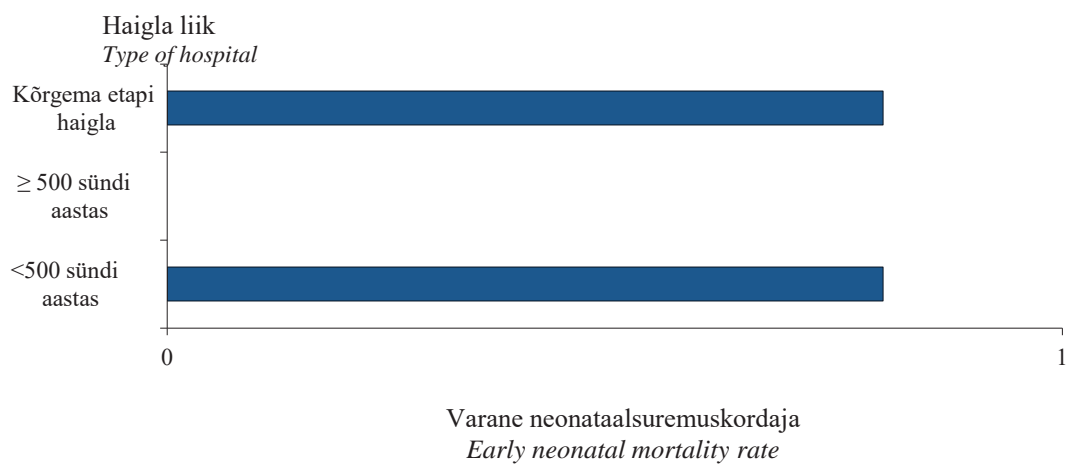 Haigla liik
Type of hospital
Kõrgema etapi
haigla
≥ 500 sündi
aastas
<500 sündi
aastas
0
1
Varane neonataalsuremuskordaja
Early neonatal mortality rate